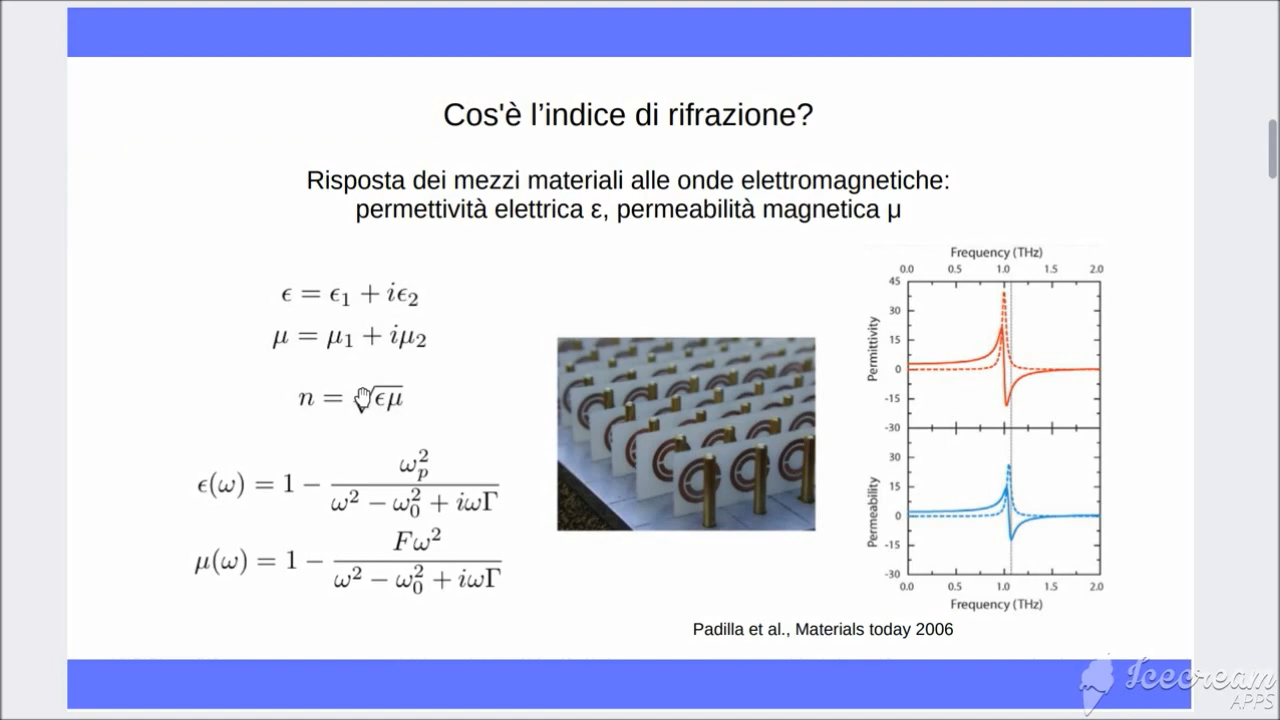 Cos'è l’indice di rifrazione?
Risposta dei mezzi materiali alle onde elettromagnetiche:
permettività elettrica ε, permeabilità magnetica μ
ϵ = ϵ₁ + iϵ₂
μ = μ₁ + iμ₂
n = √ϵμ
ϵ(ω) = 1 − ωₚ² / (ω² − ω₀² + iωΓ)
μ(ω) = 1 − Fω² / (ω² − ω₀² + iωΓ)
Frequency (THz)
0.0 0.5 1.0 1.5 2.0
Permittivity
45
30
15
0
-15
-30
Permeability
30
15
0
-15
-30
0.0 0.5 1.0 1.5 2.0
Frequency (THz)
Padilla et al., Materials today 2006
Icecream
APPS